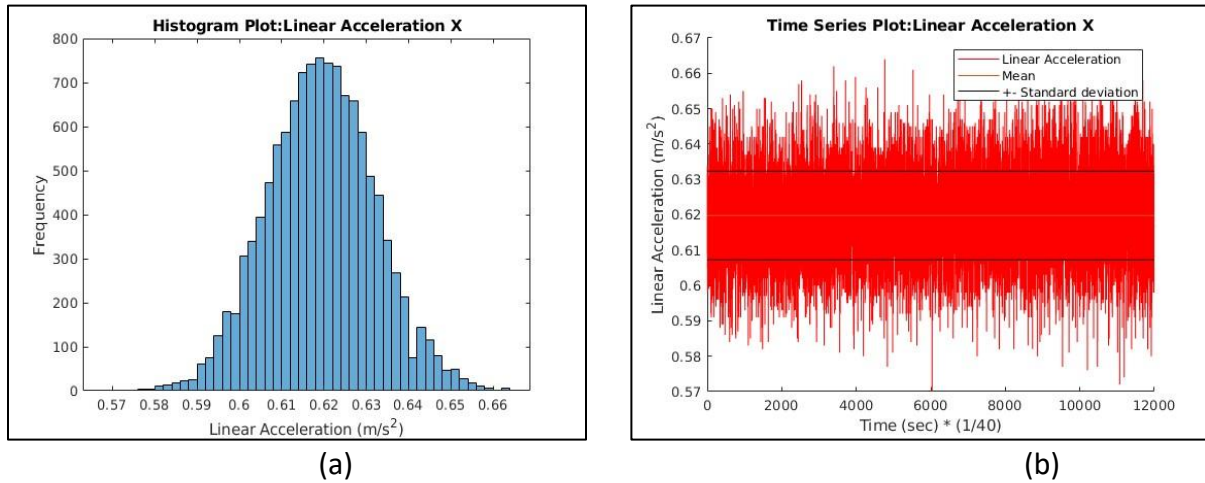 Histogram Plot:Linear Acceleration X
800
700
600
500
400
300
200
100
0
Frequency
0.57 0.58 0.59 0.6 0.61 0.62 0.63 0.64 0.65 0.66
Linear Acceleration (m/s²)
(a)
Time Series Plot:Linear Acceleration X
0.67
0.66
0.65
0.64
0.63
0.62
0.61
0.6
0.59
0.58
0.57
Linear Acceleration (m/s²)
Linear Acceleration
Mean
+- Standard deviation
0 2000 4000 6000 8000 10000 12000
Time (sec) * (1/40)
(b)